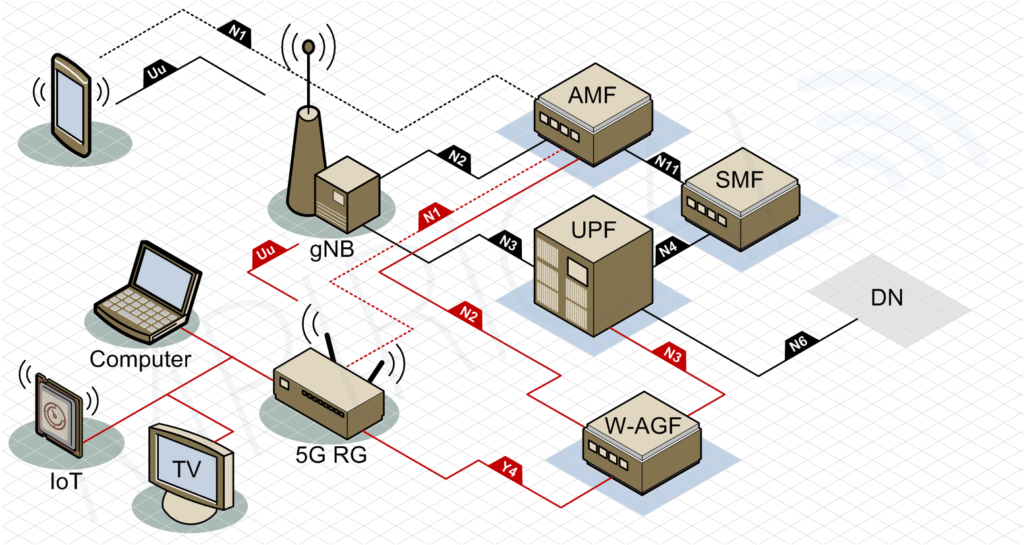 N1
Uu
AMF
N2
N11
SMF
N1
UPF
gNB
N3
N4
Uu
DN
N2
Computer
N3
N6
W-AGF
5G RG
TV
Y4
IoT